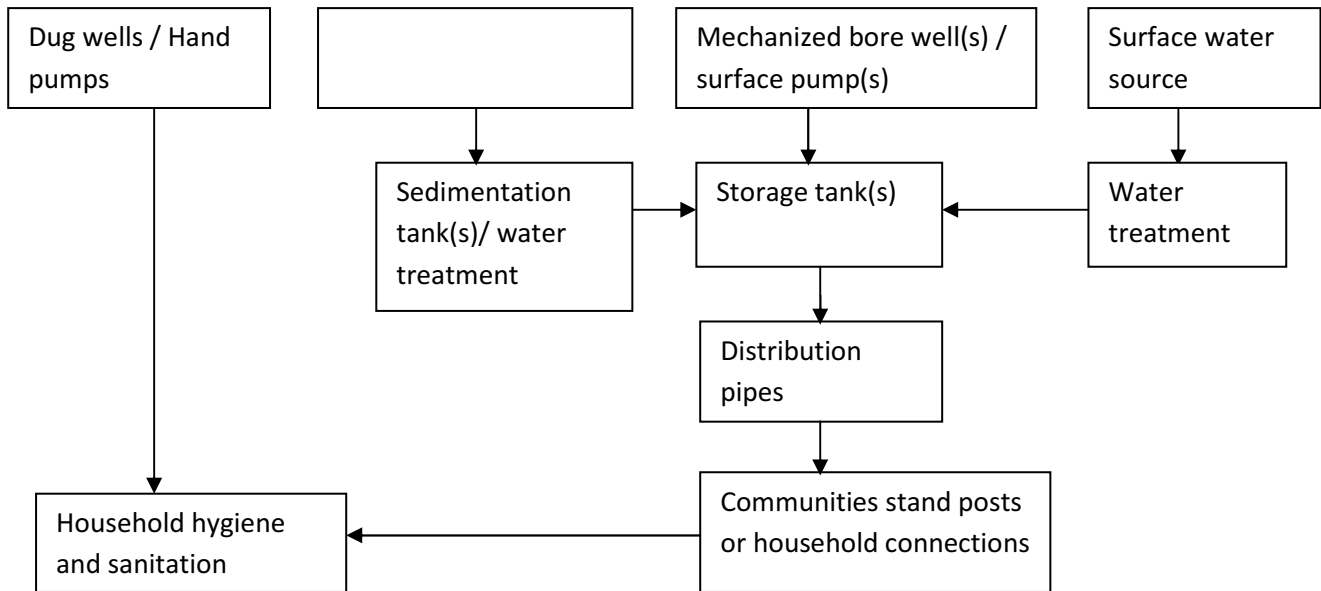 Dug wells / Hand
pumps
Mechanized bore well(s) /
surface pump(s)
Surface water
source
Sedimentation
tank(s)/ water
treatment
Storage tank(s)
Water
treatment
Distribution
pipes
Household hygiene
and sanitation
Communities stand posts
or household connections